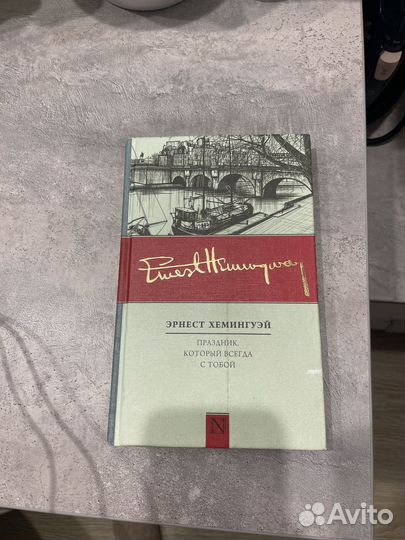 Ernest Hemingway
ЭРНЕСТ ХЕМИНГУЭЙ
ПРАЗДНИК,
КОТОРЫЙ ВСЕГДА
С ТОБОЙ
N
Avito